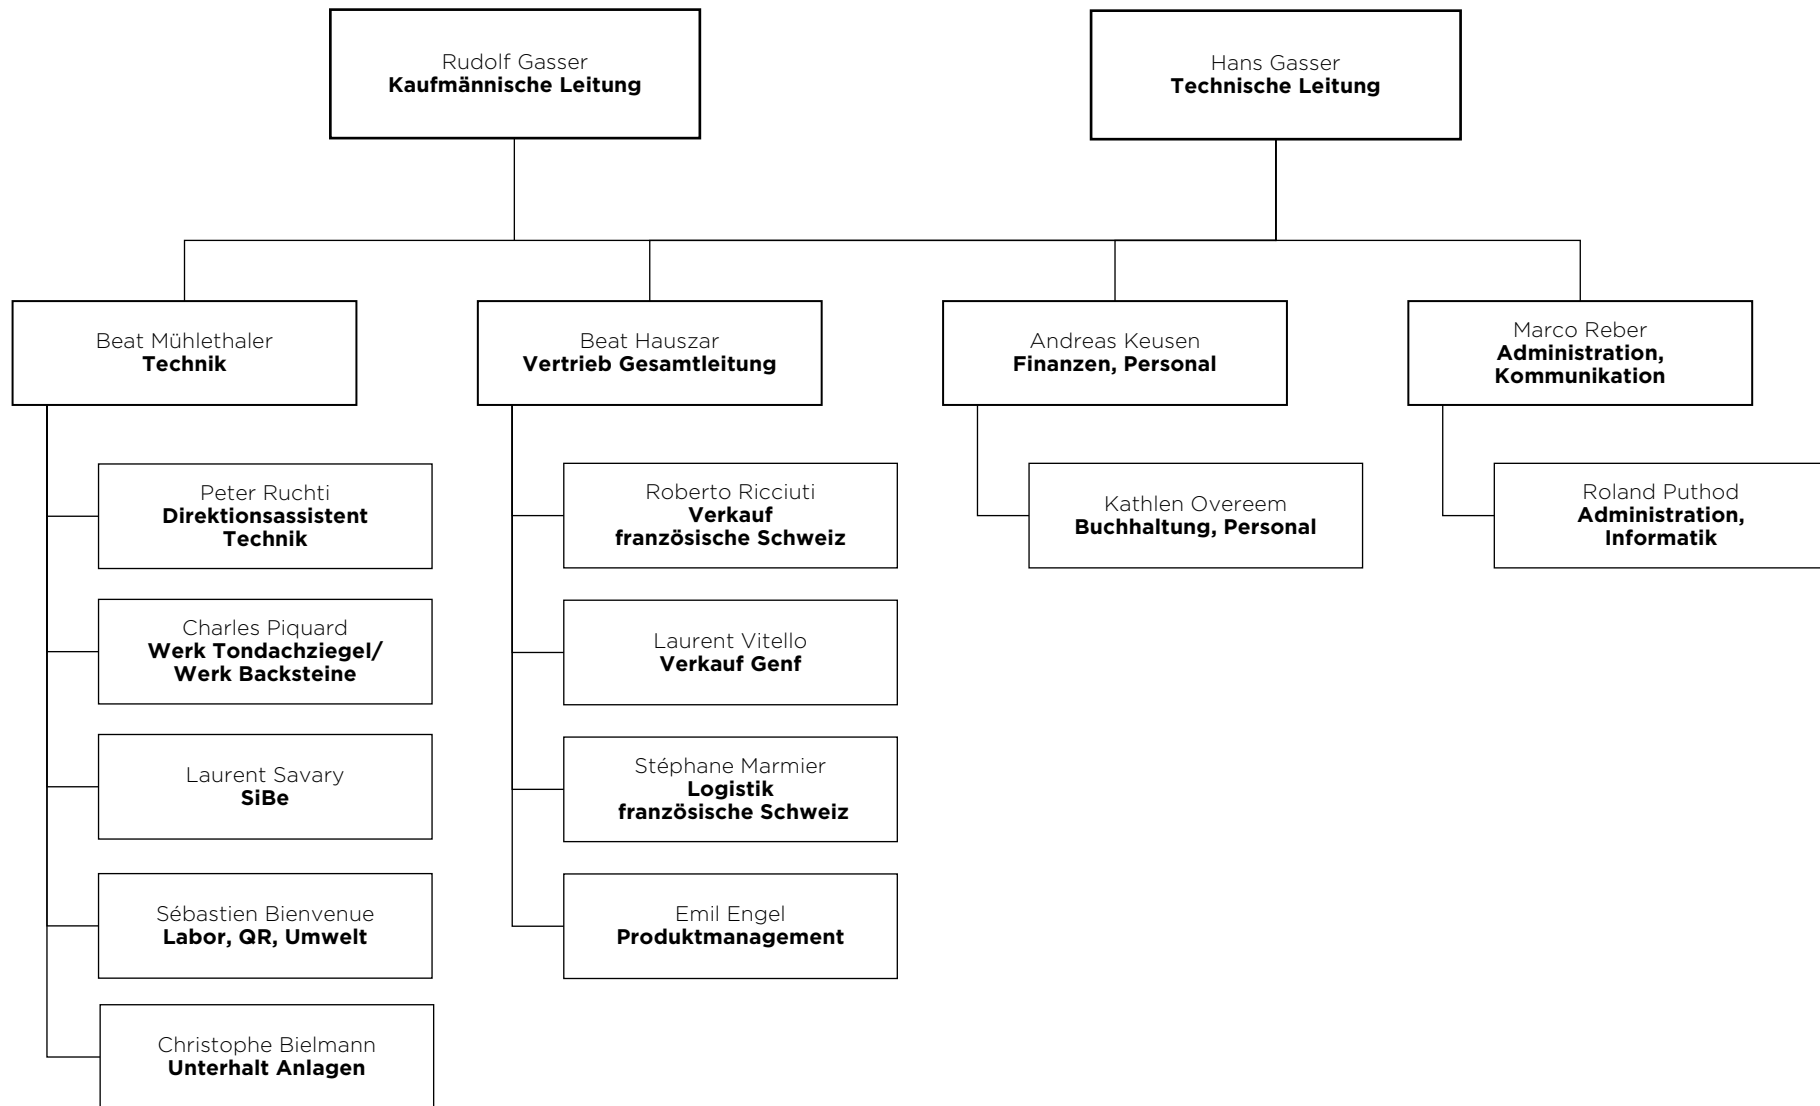 Rudolf Gasser
Kaufmännische Leitung
Hans Gasser
Technische Leitung
Beat Mühlethaler
Technik
Beat Hauszar
Vertrieb Gesamtleitung
Andreas Keusen
Finanzen, Personal
Marco Reber
Administration,
Kommunikation
Peter Ruchti
Direktionsassistent
Technik
Charles Piquard
Werk Tondachziegel/
Werk Backsteine
Laurent Savary
SiBe
Sébastien Bienvenue
Labor, QR, Umwelt
Christophe Bielmann
Unterhalt Anlagen
Roberto Ricciuti
Verkauf
französische Schweiz
Laurent Vitello
Verkauf Genf
Stéphane Marmier
Logistik
französische Schweiz
Emil Engel
Produktmanagement
Kathlen Overeem
Buchhaltung, Personal
Roland Puthod
Administration,
Informatik